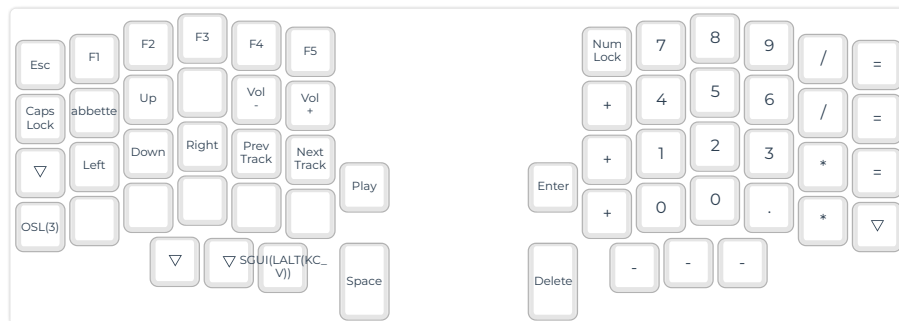 Esc F1 F2 F3 F4 F5
Num
Lock 7 8 9 / =
Caps
Lock abbette Up Vol
- Vol
+
+ 4 5 6 / =
▽ Left Down Right Prev
Track Next
Track Play
Enter + 1 2 3 * =
OSL(3)
+ 0 0 . * ▽
▽ ▽ SGUI(LALT(KC_
V)) Space
Delete - - -